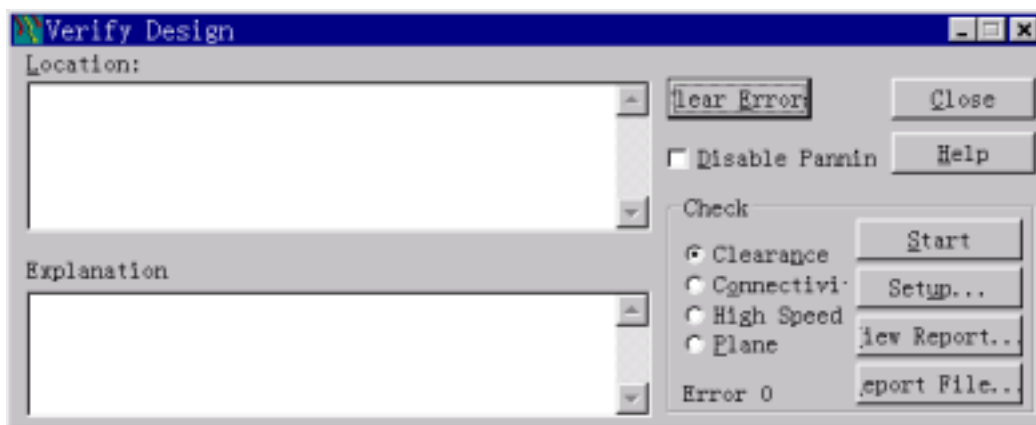 Verify Design
Location:
lear Error
Close
Disable Pannin
Help
Check
Clearance
Start
Connectivi
Setup...
High Speed
Plane
iew Report...
Explanation
Error 0
eport File...